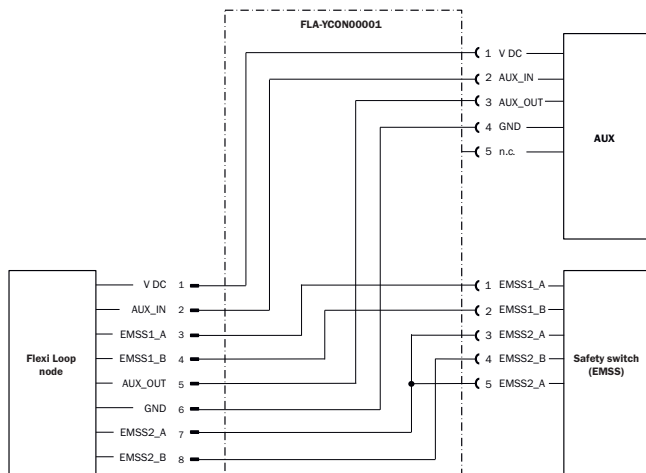 FLA-YCON00001
1 V DC
2 AUX_IN
3 AUX_OUT
4 GND
5 n.c.
AUX
V DC 1
AUX_IN 2
EMSS1_A 3
EMSS1_B 4
AUX_OUT 5
GND 6
EMSS2_A 7
EMSS2_B 8
Flexi Loop
node
1 EMSS1_A
2 EMSS1_B
3 EMSS2_A
4 EMSS2_B
5 EMSS2_A
Safety switch
(EMSS)